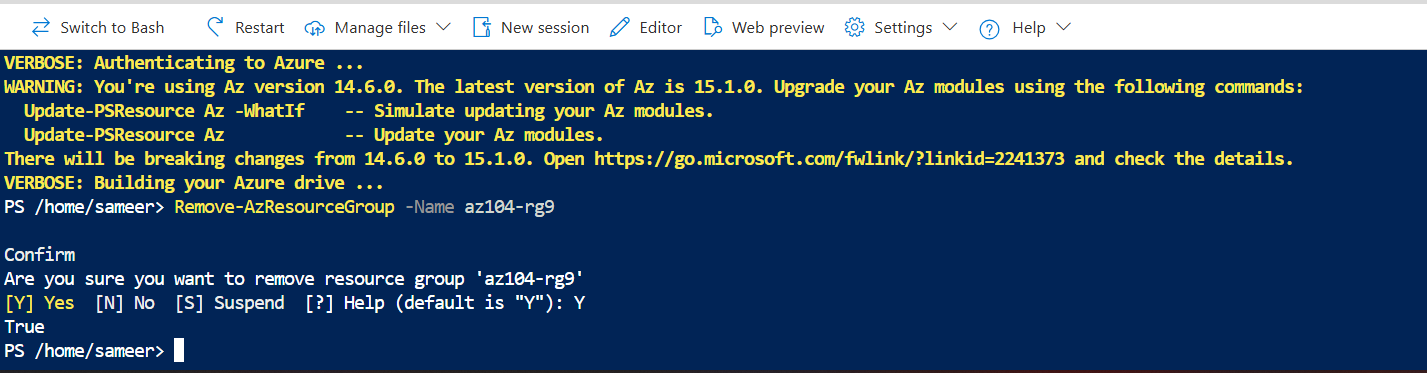 Switch to Bash Restart Manage files New session Editor Web preview Settings Help
VERBOSE: Authenticating to Azure ...
WARNING: You're using Az version 14.6.0. The latest version of Az is 15.1.0. Upgrade your Az modules using the following commands:
  Update-PSResource Az -WhatIf    -- Simulate updating your Az modules.
  Update-PSResource Az            -- Update your Az modules.
There will be breaking changes from 14.6.0 to 15.1.0. Open https://go.microsoft.com/fwlink/?linkid=2241373 and check the details.
VERBOSE: Building your Azure drive ...
PS /home/sameer> Remove-AzResourceGroup -Name az104-rg9
Confirm
Are you sure you want to remove resource group 'az104-rg9'
[Y] Yes  [N] No  [S] Suspend  [?] Help (default is "Y"): Y
True
PS /home/sameer>